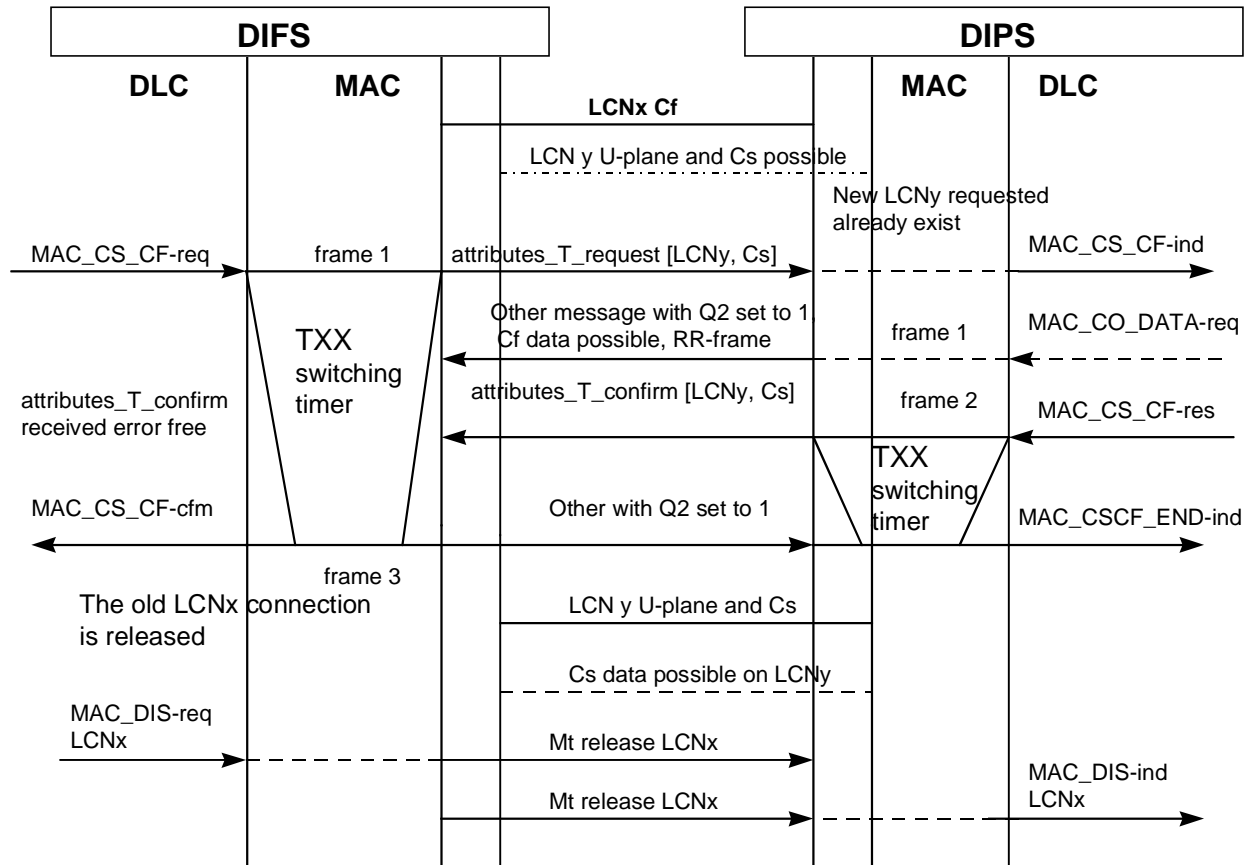 DIFS
DIPS
DLC
MAC
MAC
DLC
LCNx Cf
LCN y U-plane and Cs possible
New LCNy requested
already exist
MAC_CS_CF-req
frame 1
attributes_T_request [LCNy, Cs]
MAC_CS_CF-ind
Other message with Q2 set to 1,
Cf data possible, RR-frame
frame 1
MAC_CO_DATA-req
TXX
switching
timer
attributes_T_confirm
received error free
attributes_T_confirm [LCNy, Cs]
frame 2
MAC_CS_CF-res
TXX
switching
timer
MAC_CS_CF-cfm
Other with Q2 set to 1
MAC_CSCF_END-ind
frame 3
The old LCNx connection
is released
LCN y U-plane and Cs
Cs data possible on LCNy
MAC_DIS-req
LCNx
Mt release LCNx
MAC_DIS-ind
LCNx
Mt release LCNx